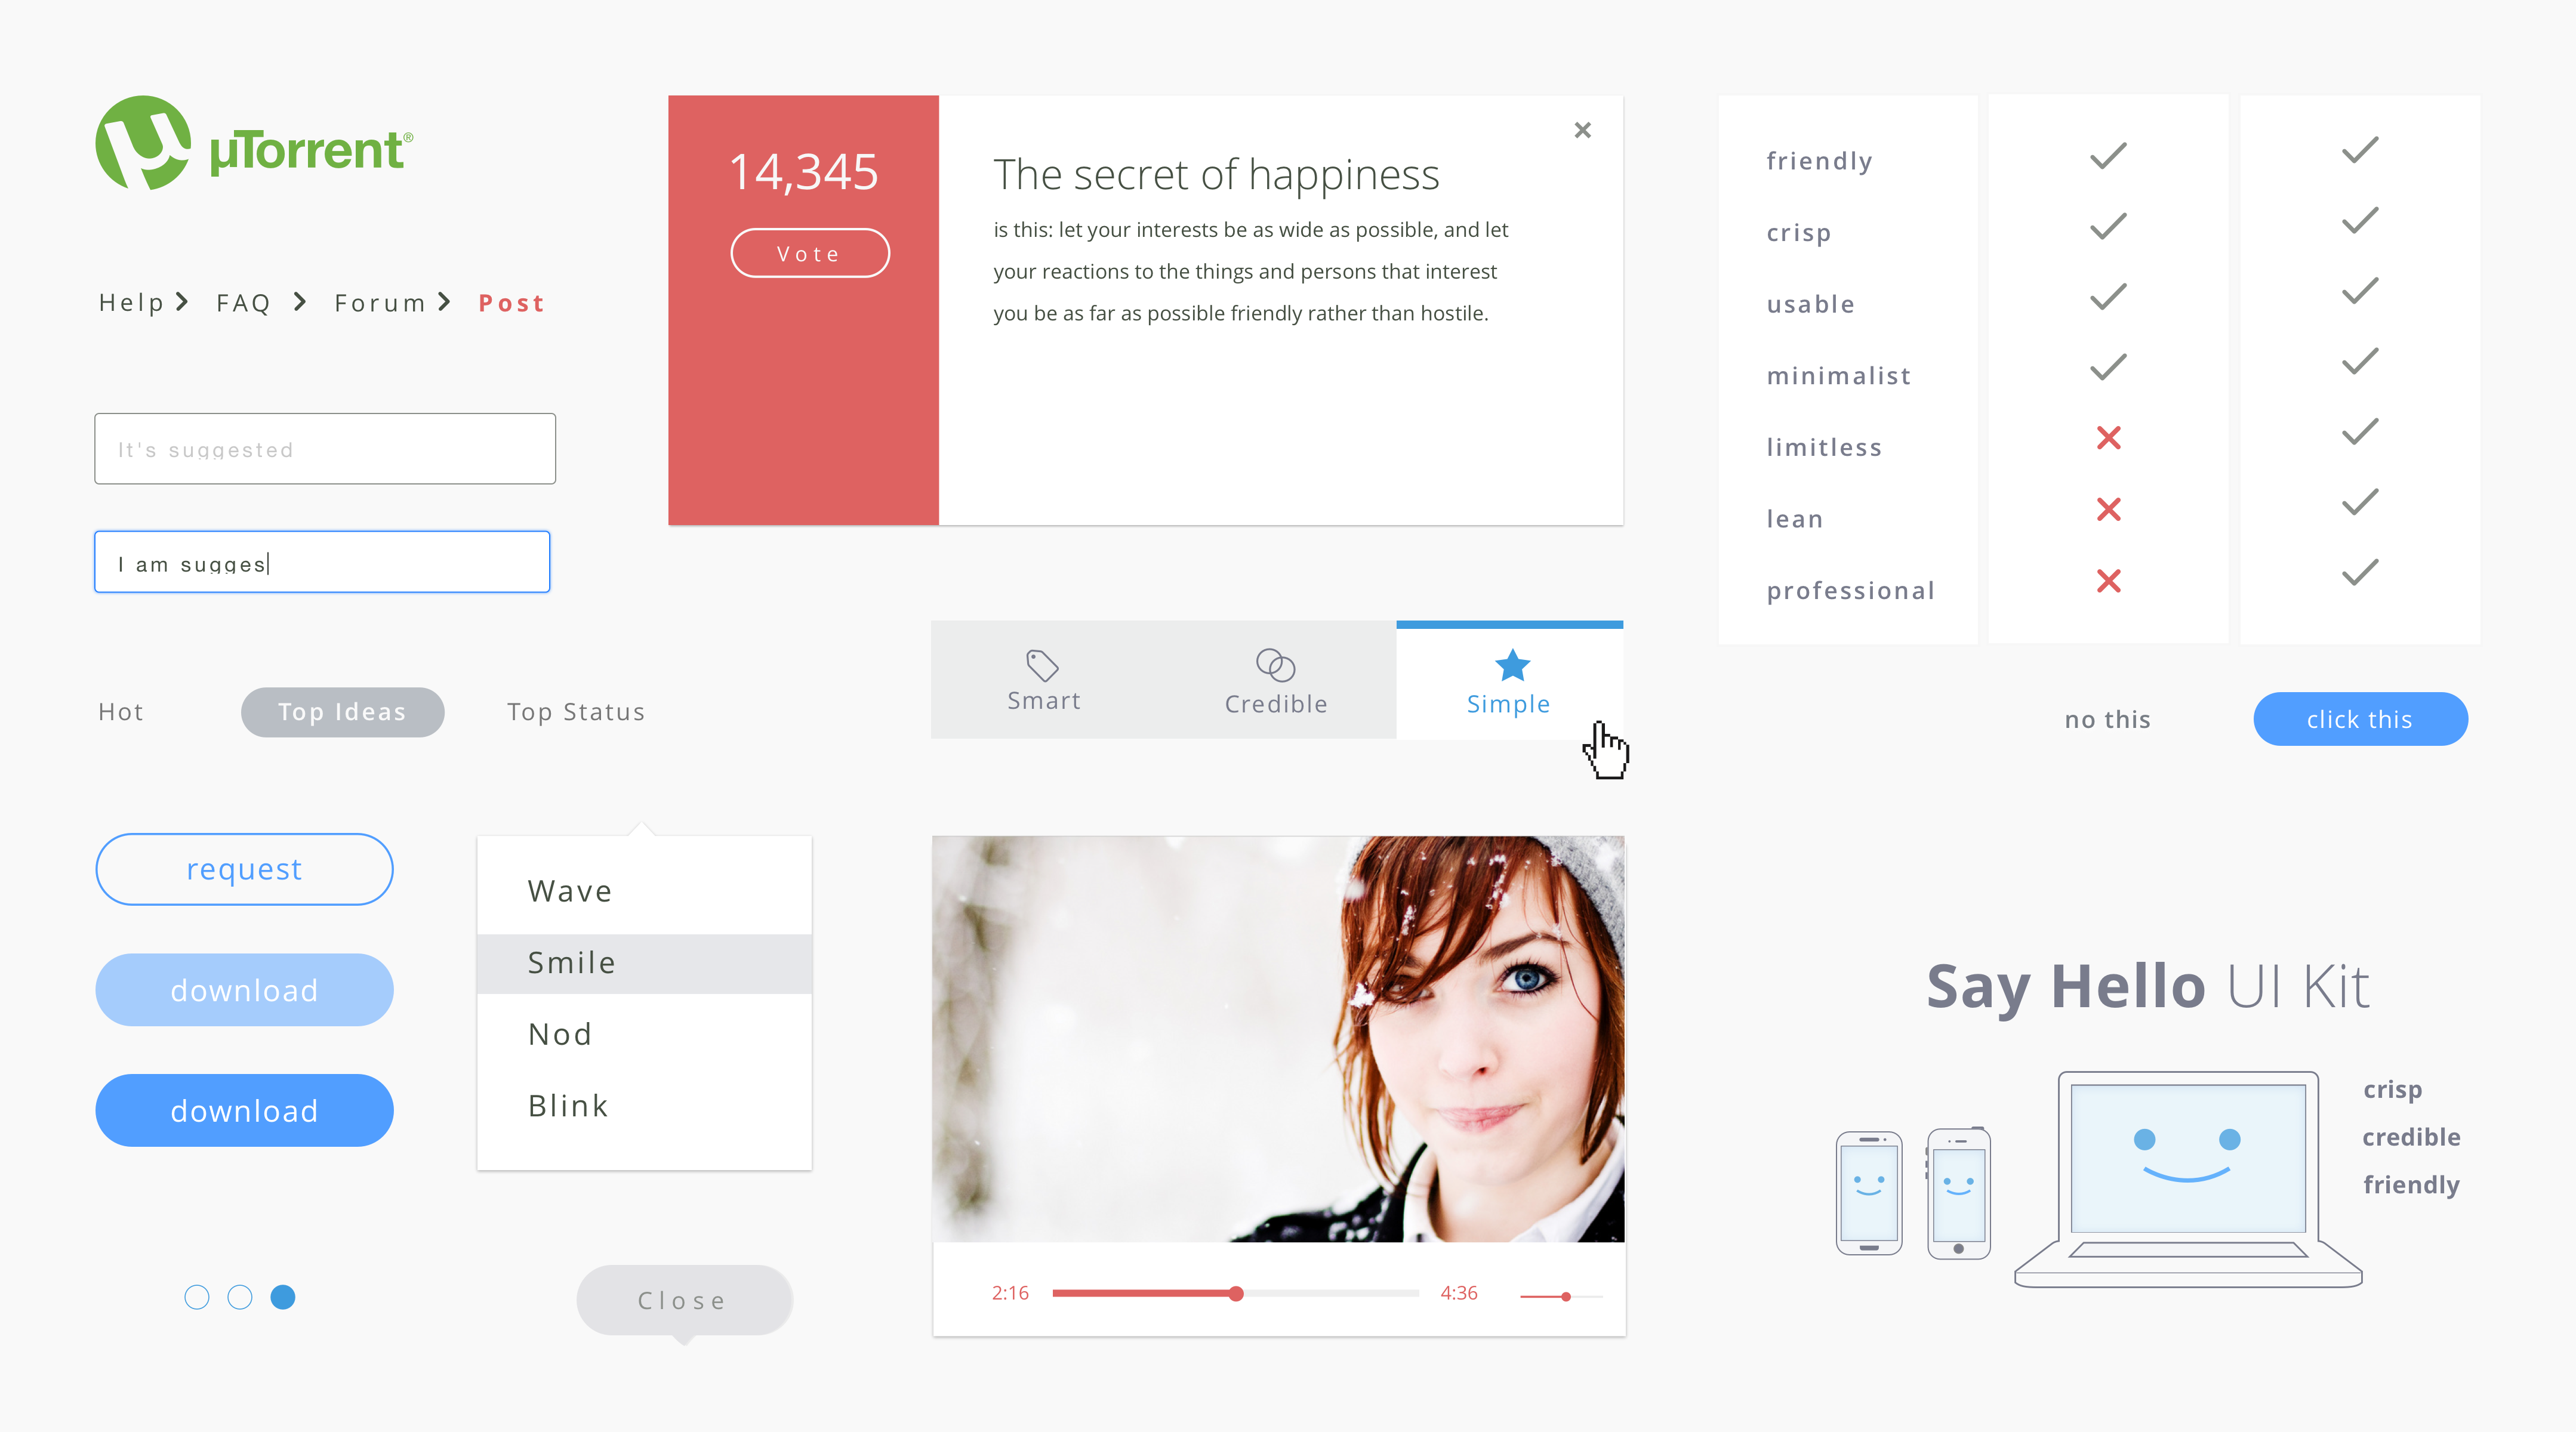 µTorrent®
Help > FAQ > Forum > Post
It's suggested
I am sugges
Hot Top Ideas Top Status
request
download
download
Wave
Smile
Nod
Blink
Close
14,345
Vote
The secret of happiness
is this: let your interests be as wide as possible, and let
your reactions to the things and persons that interest
you be as far as possible friendly rather than hostile.
Smart Credible Simple
2:16 4:36
friendly
crisp
usable
minimalist
limitless
lean
professional
no this click this
Say Hello UI Kit
crisp
credible
friendly